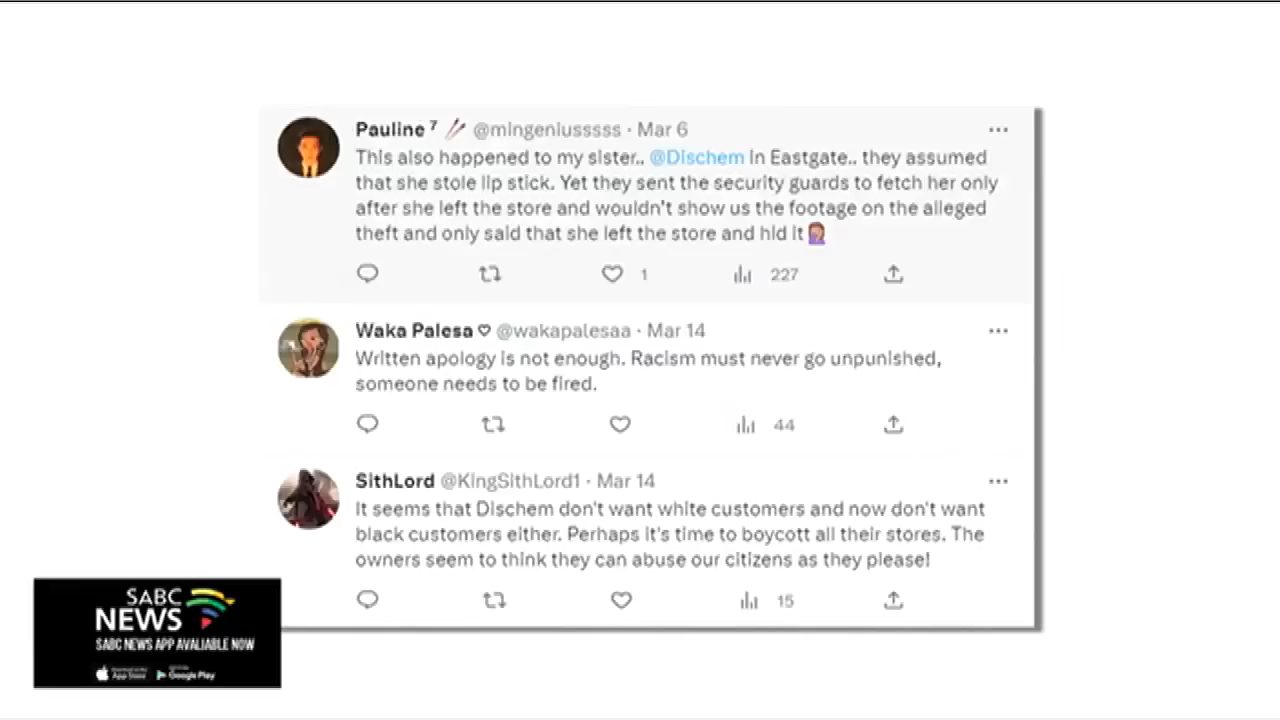 Pauline⁷ 🥢 @mingeniusssss · Mar 6
This also happened to my sister.. @Dischem in Eastgate.. they assumed
that she stole lip stick. Yet they sent the security guards to fetch her only
after she left the store and wouldn't show us the footage on the alleged
theft and only said that she left the store and hid it🤦🏽‍♀️
1 227
Waka Palesa♡ @wakapalesaa · Mar 14
Written apology is not enough. Racism must never go unpunished,
someone needs to be fired.
44
SithLord @KingSithLord1 · Mar 14
It seems that Dischem don't want white customers and now don't want
black customers either. Perhaps it's time to boycott all their stores. The
owners seem to think they can abuse our citizens as they please!
15
SABC
NEWS
SABC NEWS APP AVALIABLE NOW
App Store Google Play